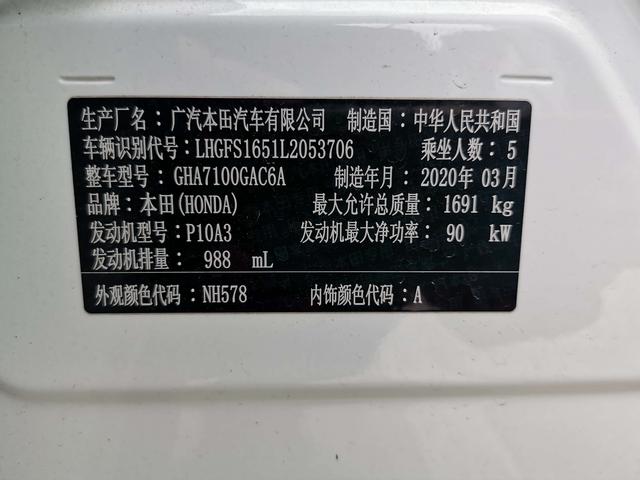 生产厂名：广汽本田汽车有限公司 制造国：中华人民共和国
车辆识别代号：LHGFS1651L2053706 乘坐人数：5
整车型号：GHA7100GAC6A 制造年月：2020年 03月
品牌：本田(HONDA) 最大允许总质量：1691 kg
发动机型号：P10A3 发动机最大净功率：90 kW
发动机排量：988 mL
外观颜色代码：NH578 内饰颜色代码：A